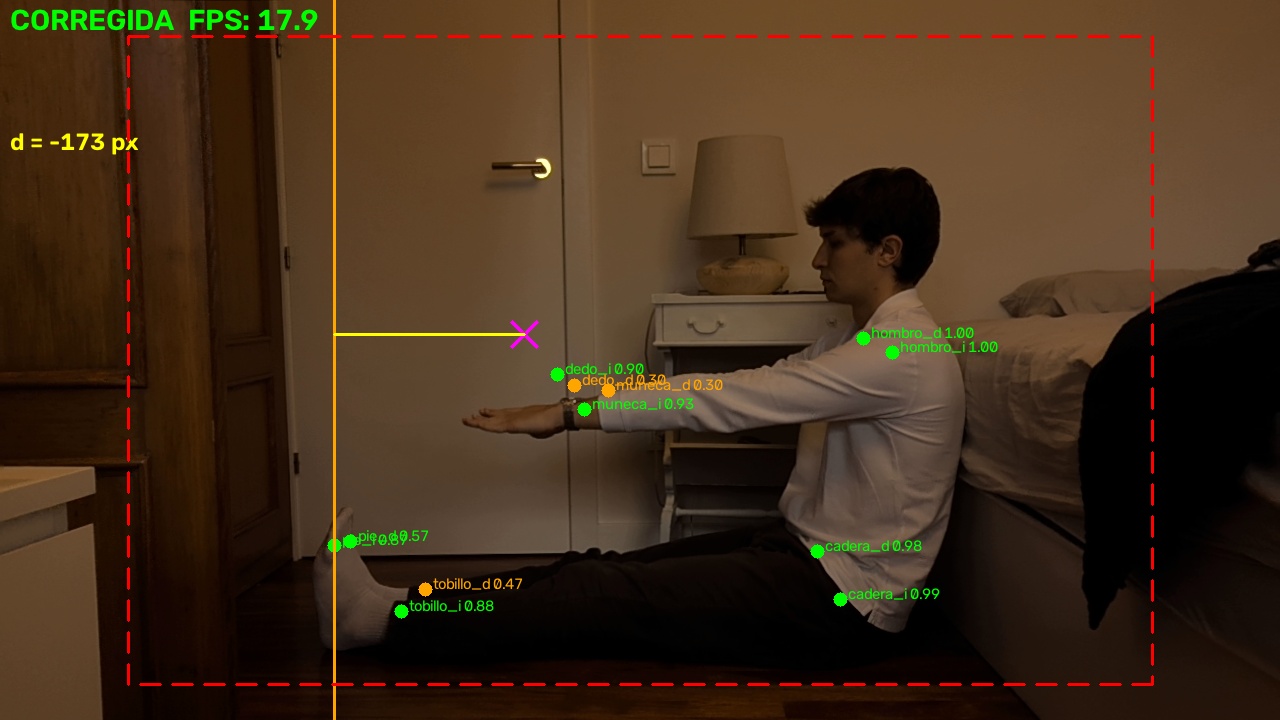 CORREGIDA FPS: 17.9
d = -173 px
hombro_d 1.00
hombro_i 1.00
dedo_i 0.90
dedo_d 0.30
muneca_d 0.30
muneca_i 0.93
pie_d 0.57
cadera_d 0.98
tobillo_d 0.47
cadera_i 0.99
tobillo_i 0.88